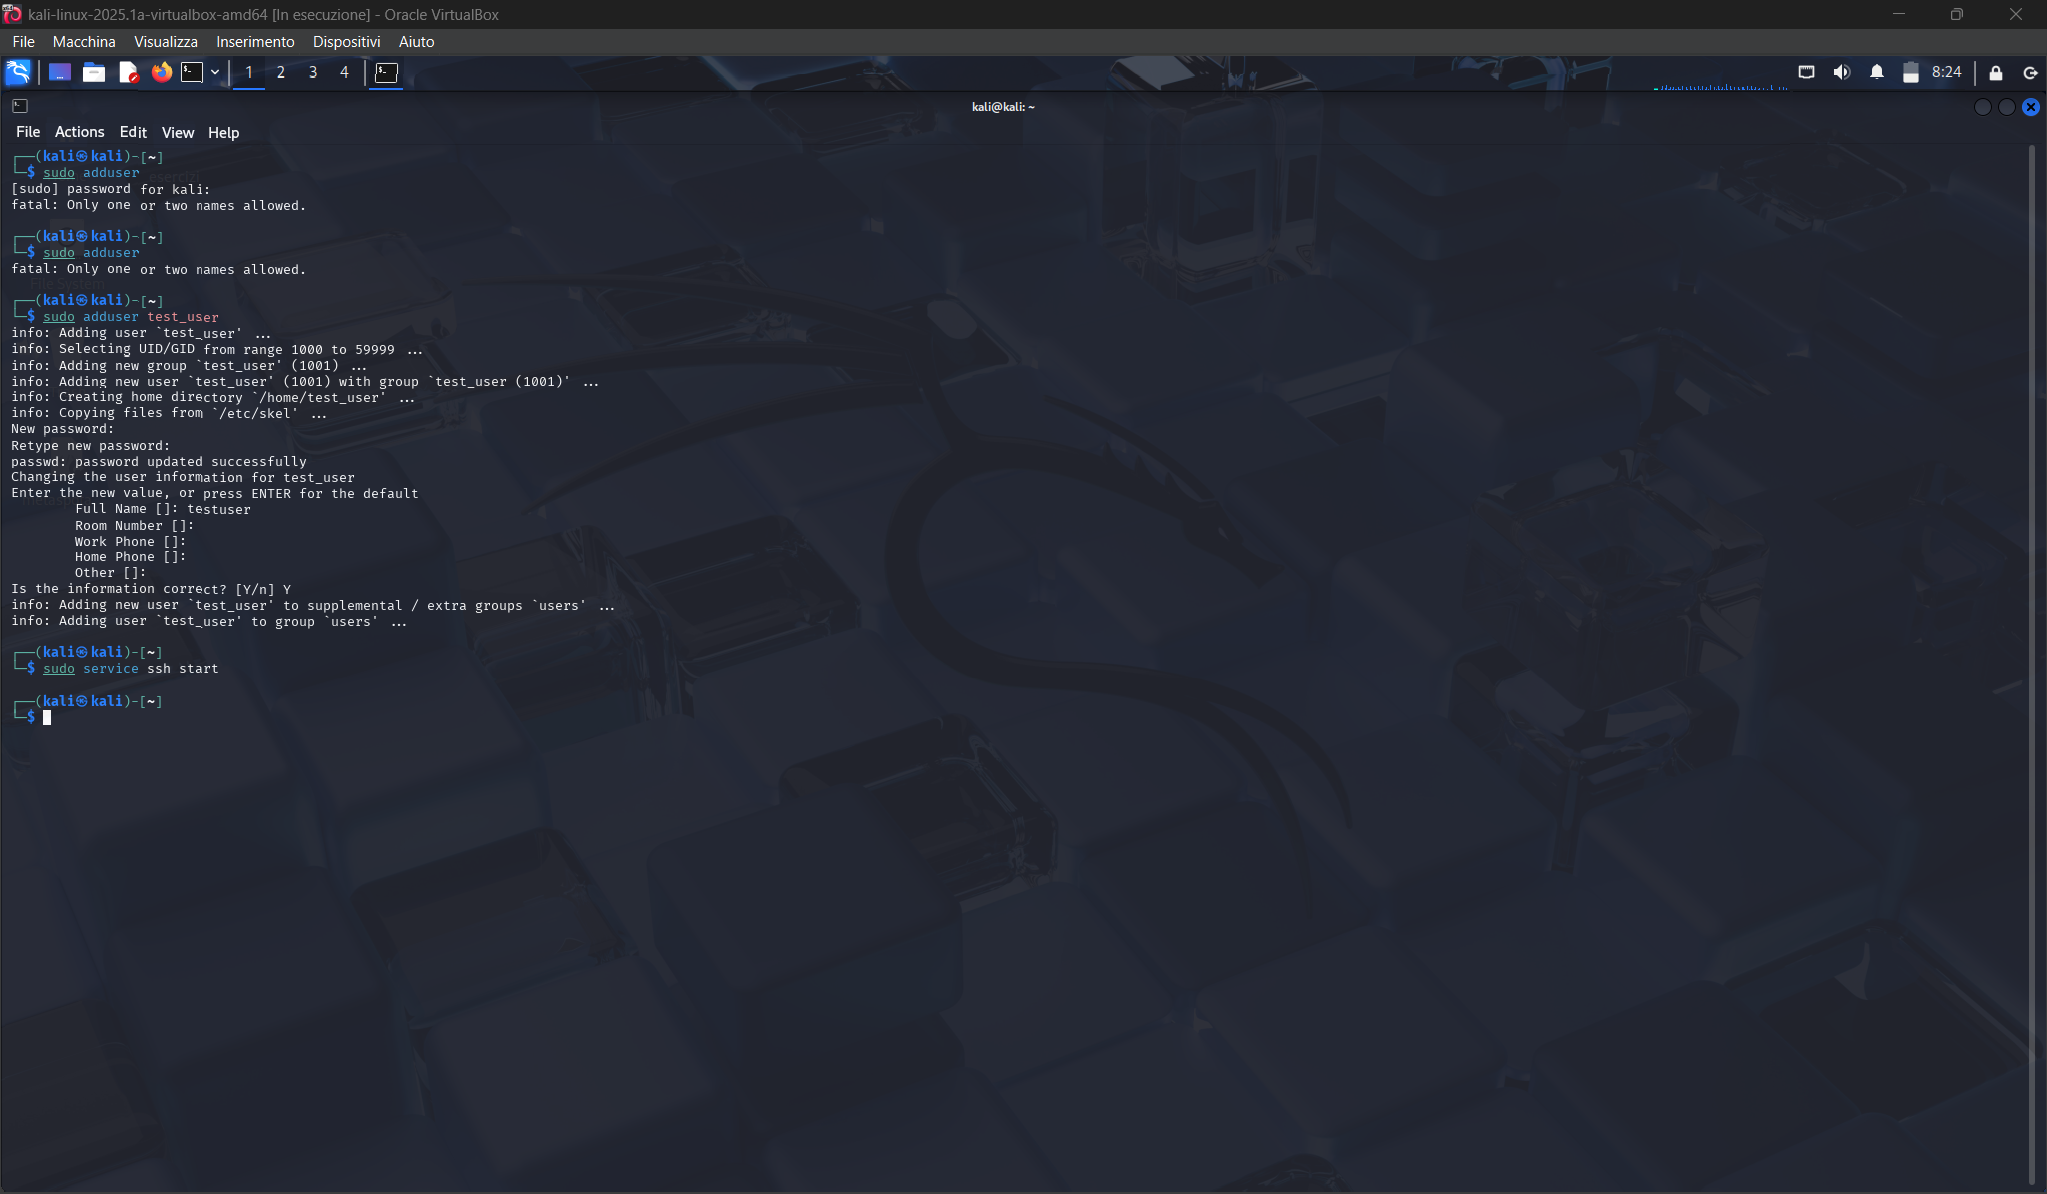 kali-linux-2025.1a-virtualbox-amd64 [In esecuzione] - Oracle VirtualBox
File Macchina Visualizza Inserimento Dispositivi Aiuto
1 2 3 4 8:24
kali@kali: ~
File Actions Edit View Help
┌──(kali㉿kali)-[~]
└─$ sudo adduser
[sudo] password for kali:
fatal: Only one or two names allowed.
┌──(kali㉿kali)-[~]
└─$ sudo adduser
fatal: Only one or two names allowed.
┌──(kali㉿kali)-[~]
└─$ sudo adduser test_user
info: Adding user `test_user' ...
info: Selecting UID/GID from range 1000 to 59999 ...
info: Adding new group `test_user' (1001) ...
info: Adding new user `test_user' (1001) with group `test_user (1001)' ...
info: Creating home directory `/home/test_user' ...
info: Copying files from `/etc/skel' ...
New password:
Retype new password:
passwd: password updated successfully
Changing the user information for test_user
Enter the new value, or press ENTER for the default
Full Name []: testuser
Room Number []:
Work Phone []:
Home Phone []:
Other []:
Is the information correct? [Y/n] Y
info: Adding new user `test_user' to supplemental / extra groups `users' ...
info: Adding user `test_user' to group `users' ...
┌──(kali㉿kali)-[~]
└─$ sudo service ssh start
┌──(kali㉿kali)-[~]
└─$
esercizi
File System